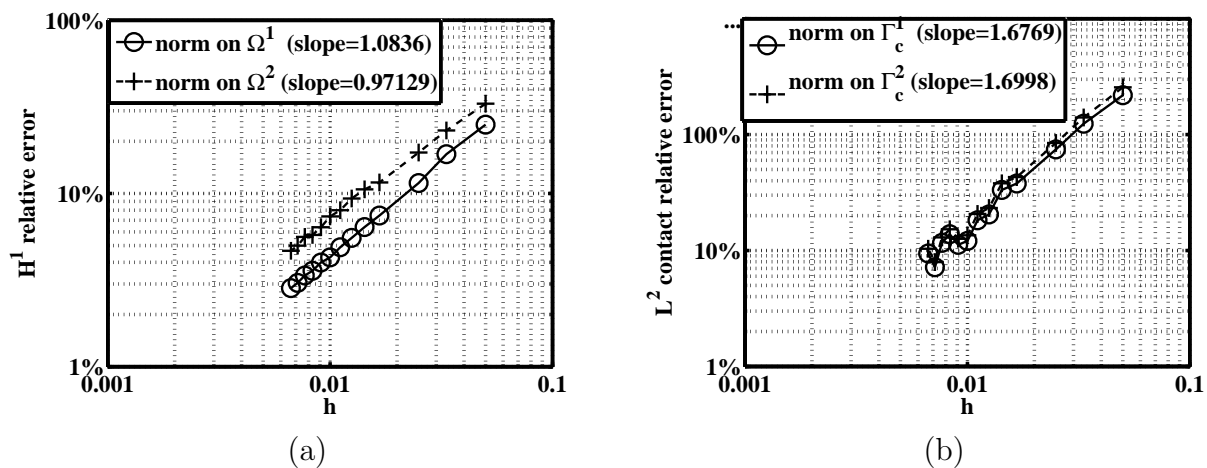 100%
norm on Ω¹ (slope=1.0836)
norm on Ω² (slope=0.97129)
10%
1%
0.001
0.01
0.1
h
H¹ relative error
(a)
...
norm on Γ_c¹ (slope=1.6769)
norm on Γ_c² (slope=1.6998)
100%
10%
1%
0.001
0.01
0.1
h
L² contact relative error
(b)